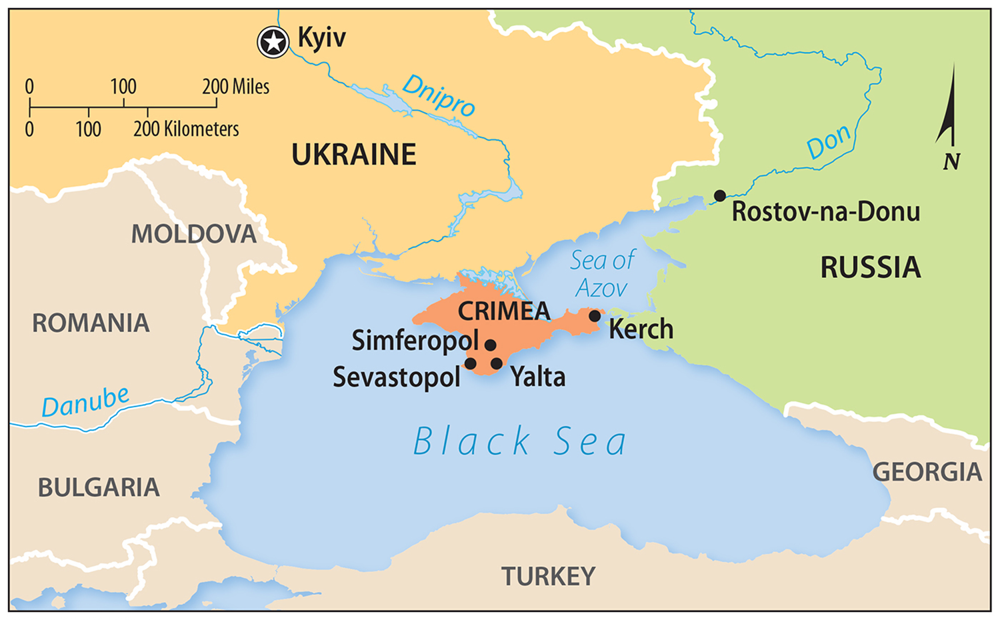 Kyiv
0 100 200 Miles
0 100 200 Kilometers
Dnipro
UKRAINE
Don
N
Rostov-na-Donu
MOLDOVA
Sea of
Azov
RUSSIA
ROMANIA
CRIMEA
Kerch
Simferopol
Sevastopol
Yalta
Danube
Black Sea
BULGARIA
GEORGIA
TURKEY